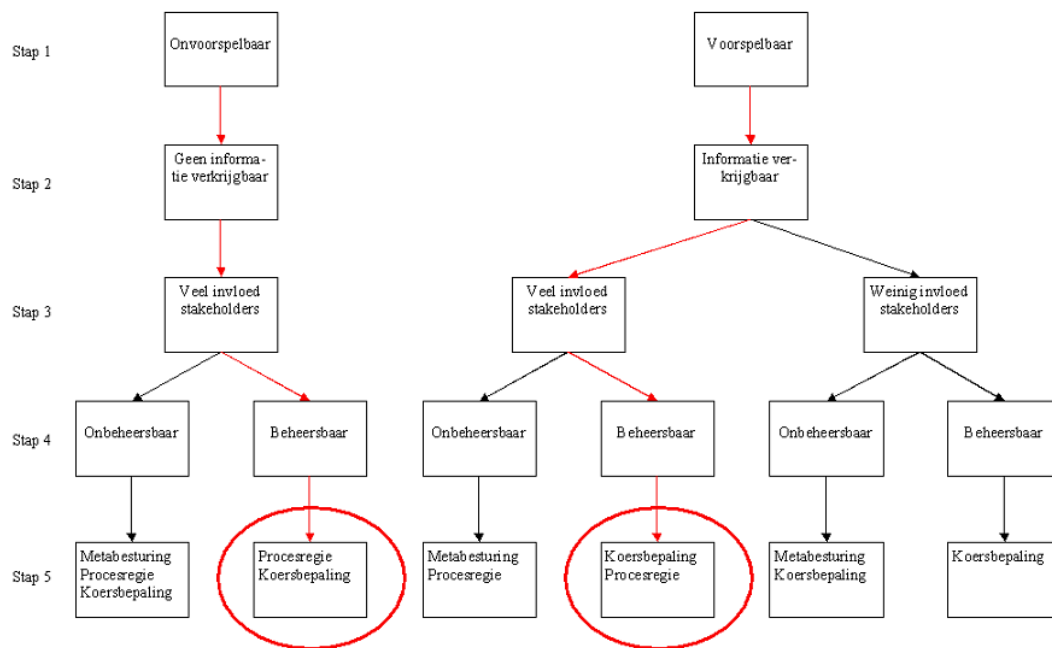 Stap 1
Onvoorspelbaar
Voorspelbaar
Stap 2
Geen informa-
tie verkrijgbaar
Informatie ver-
krijgbaar
Stap 3
Veel invloed
stakeholders
Veel invloed
stakeholders
Weinig invloed
stakeholders
Stap 4
Onbeheersbaar
Beheersbaar
Onbeheersbaar
Beheersbaar
Onbeheersbaar
Beheersbaar
Stap 5
Metabesturing
Procesregie
Koersbepaling
Procesregie
Koersbepaling
Metabesturing
Procesregie
Koersbepaling
Procesregie
Metabesturing
Koersbepaling
Koersbepaling